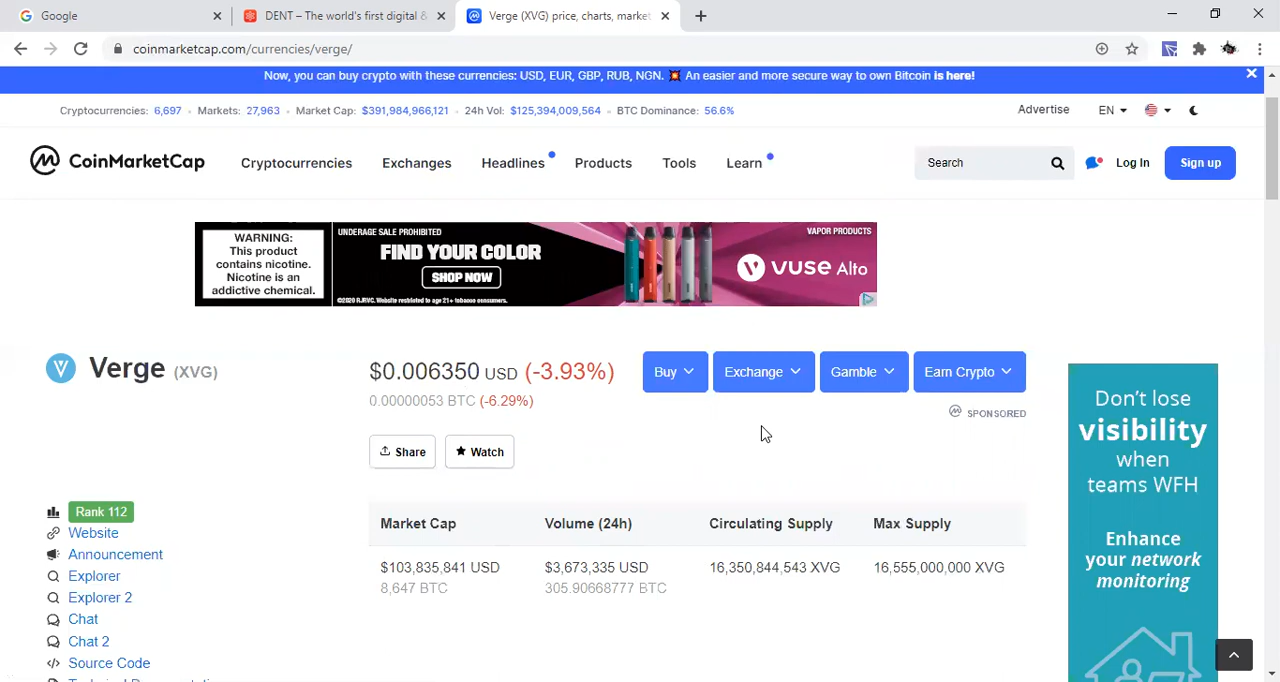 Google
DENT – The world's first digital &
Verge (XVG) price, charts, market
coinmarketcap.com/currencies/verge/
Now, you can buy crypto with these currencies: USD, EUR, GBP, RUB, NGN. 💥 An easier and more secure way to own Bitcoin is here!
Cryptocurrencies: 6,697 • Markets: 27,963 • Market Cap: $391,984,966,121 • 24h Vol: $125,394,009,564 • BTC Dominance: 56.6%
Advertise EN
CoinMarketCap
Cryptocurrencies Exchanges Headlines Products Tools Learn
Search
Log In
Sign up
WARNING:
This product
contains nicotine.
Nicotine is an
addictive chemical.
UNDERAGE SALE PROHIBITED
FIND YOUR COLOR
SHOP NOW
©2020 RJRVC. Website restricted to age 21+ tobacco consumers.
VAPOR PRODUCTS
VUSE Alto
Verge (XVG)
$0.006350 USD (-3.93%)
0.00000053 BTC (-6.29%)
Buy Exchange Gamble Earn Crypto
SPONSORED
Share Watch
Rank 112
Website
Announcement
Explorer
Explorer 2
Chat
Chat 2
Source Code
Market Cap Volume (24h) Circulating Supply Max Supply
$103,835,841 USD $3,673,335 USD 16,350,844,543 XVG 16,555,000,000 XVG
8,647 BTC 305.90668777 BTC
Don't lose
visibility
when
teams WFH
Enhance
your network
monitoring